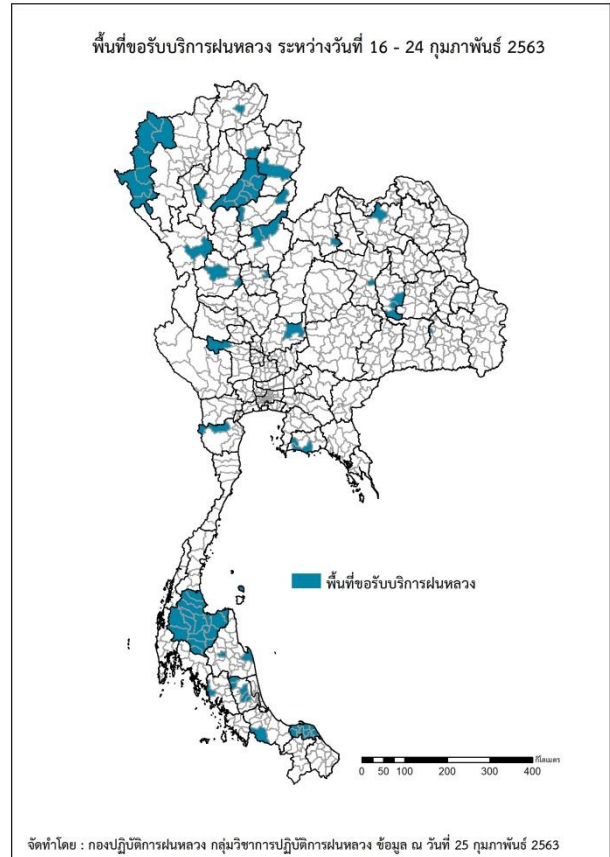 พื้นที่ขอรับบริการฝนหลวง ระหว่างวันที่ 16 - 24 กุมภาพันธ์ 2563
พื้นที่ขอรับบริการฝนหลวง
กิโลเมตร
0 50 100 200 300 400
จัดทำโดย : กองปฏิบัติการฝนหลวง กลุ่มวิชาการปฏิบัติการฝนหลวง ข้อมูล ณ วันที่ 25 กุมภาพันธ์ 2563